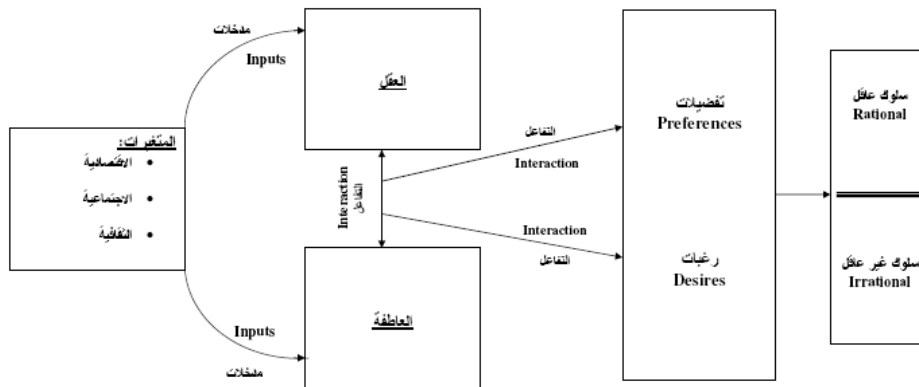 مدخلات
Inputs
العقل
المتغيرات:
• الاقتصادية
• الاجتماعية
• الثقافية
Inputs
مدخلات
العاطفة
Interaction
التفاعل
التفاعل
Interaction
Interaction
التفاعل
تفضيلات
Preferences
رغبات
Desires
سلوك عاقل
Rational
سلوك غير عاقل
Irrational